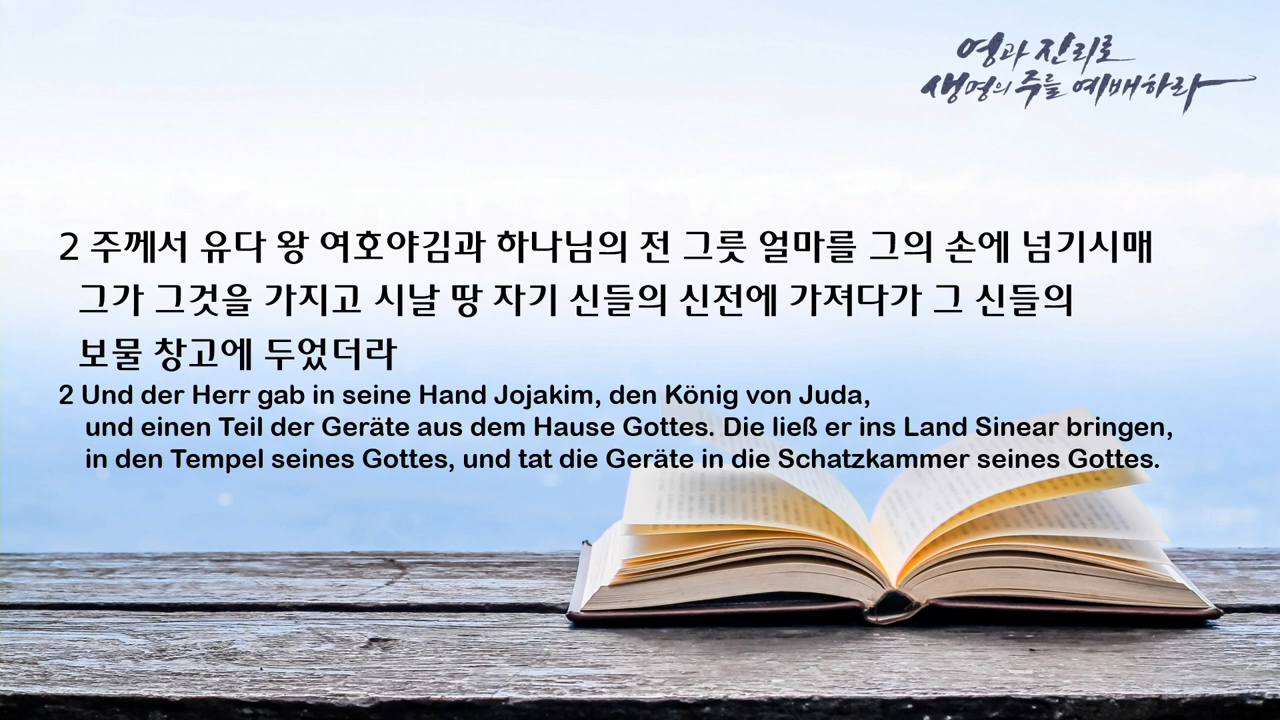 영과 진리로
생명의 주를 예배하라
2 주께서 유다 왕 여호야김과 하나님의 전 그릇 얼마를 그의 손에 넘기시매
그가 그것을 가지고 시날 땅 자기 신들의 신전에 가져다가 그 신들의
보물 창고에 두었더라
2 Und der Herr gab in seine Hand Jojakim, den König von Juda,
und einen Teil der Geräte aus dem Hause Gottes. Die ließ er ins Land Sinear bringen,
in den Tempel seines Gottes, und tat die Geräte in die Schatzkammer seines Gottes.